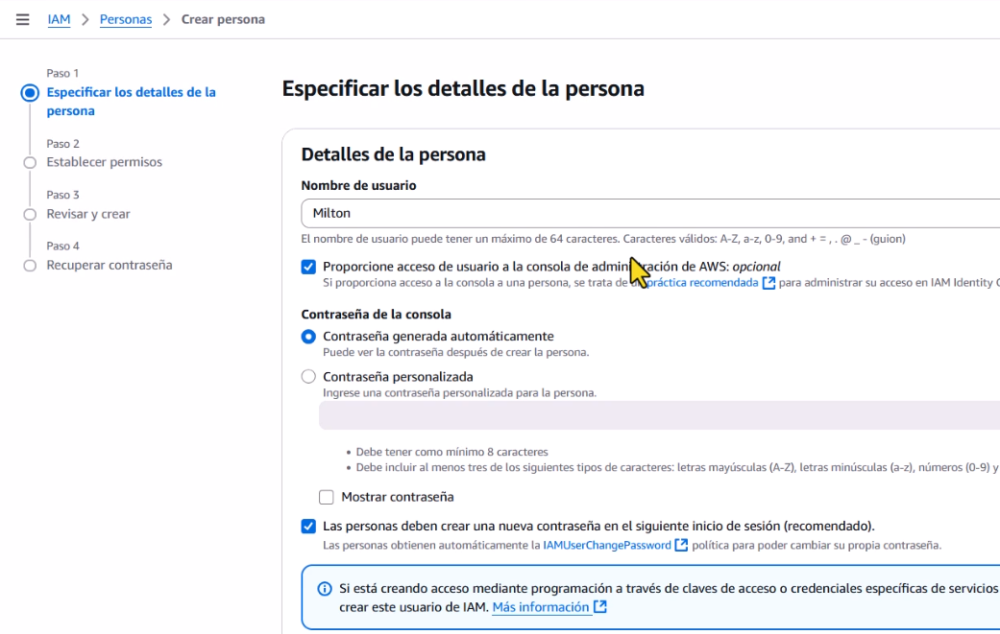 IAM > Personas > Crear persona
Paso 1
Especificar los detalles de la
persona
Paso 2
Establecer permisos
Paso 3
Revisar y crear
Paso 4
Recuperar contraseña
Especificar los detalles de la persona
Detalles de la persona
Nombre de usuario
Milton
El nombre de usuario puede tener un máximo de 64 caracteres. Caracteres válidos: A-Z, a-z, 0-9, and + = , . @ _ - (guion)
Proporcione acceso de usuario a la consola de administración de AWS: opcional
Si proporciona acceso a la consola a una persona, se trata de práctica recomendada para administrar su acceso en IAM Identity
Contraseña de la consola
Contraseña generada automáticamente
Puede ver la contraseña después de crear la persona.
Contraseña personalizada
Ingrese una contraseña personalizada para la persona.
• Debe tener como mínimo 8 caracteres
• Debe incluir al menos tres de los siguientes tipos de caracteres: letras mayúsculas (A-Z), letras minúsculas (a-z), números (0-9) y
Mostrar contraseña
Las personas deben crear una nueva contraseña en el siguiente inicio de sesión (recomendado).
Las personas obtienen automáticamente la IAMUserChangePassword política para poder cambiar su propia contraseña.
Si está creando acceso mediante programación a través de claves de acceso o credenciales específicas de servicios
crear este usuario de IAM. Más información